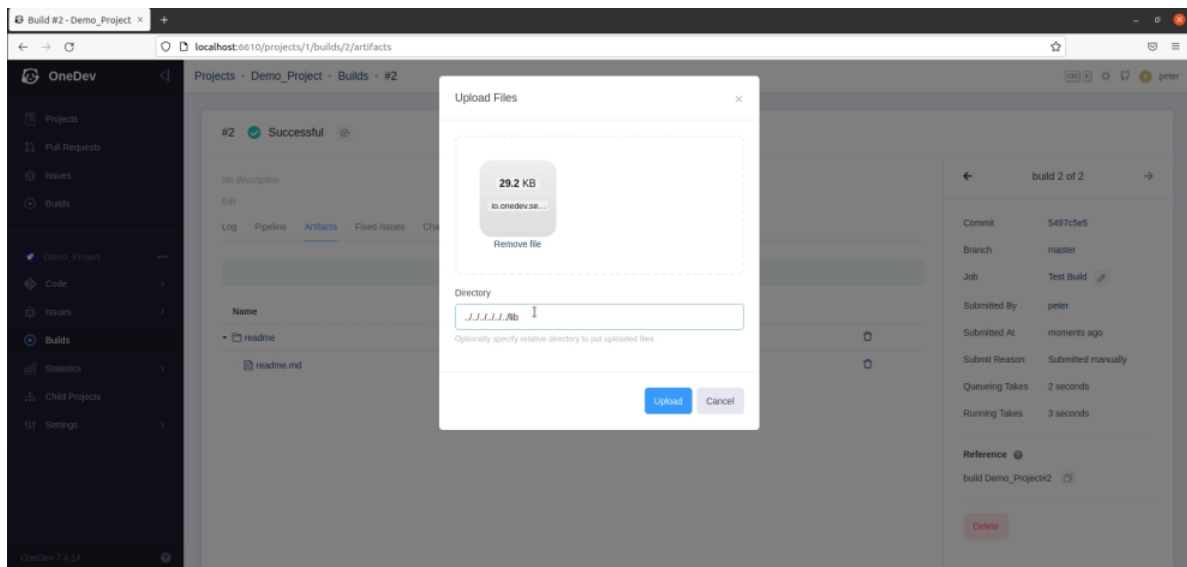 Build #2 - Demo_Project
localhost:6610/projects/1/builds/2/artifacts
OneDev
Projects
Pull Requests
Issues
Builds
Demo_Project
Code
Issues
Builds
Statistics
Child Projects
Settings
OneDev 7.4.14
Projects Demo_Project Builds #2
ctrl K peter
#2 Successful
No description
Edit
Log Pipeline Artifacts Fixed Issues Cha
Name
readme
readme.md
Upload Files
29.2 KB
io.onedev.se...
Remove file
Directory
../../../../../../lib
Optionally specify relative directory to put uploaded files
Upload Cancel
build 2 of 2
Commit 5497c5e5
Branch master
Job Test Build
Submitted By peter
Submitted At moments ago
Submit Reason Submitted manually
Queueing Takes 2 seconds
Running Takes 3 seconds
Reference
build Demo_Project#2
Delete